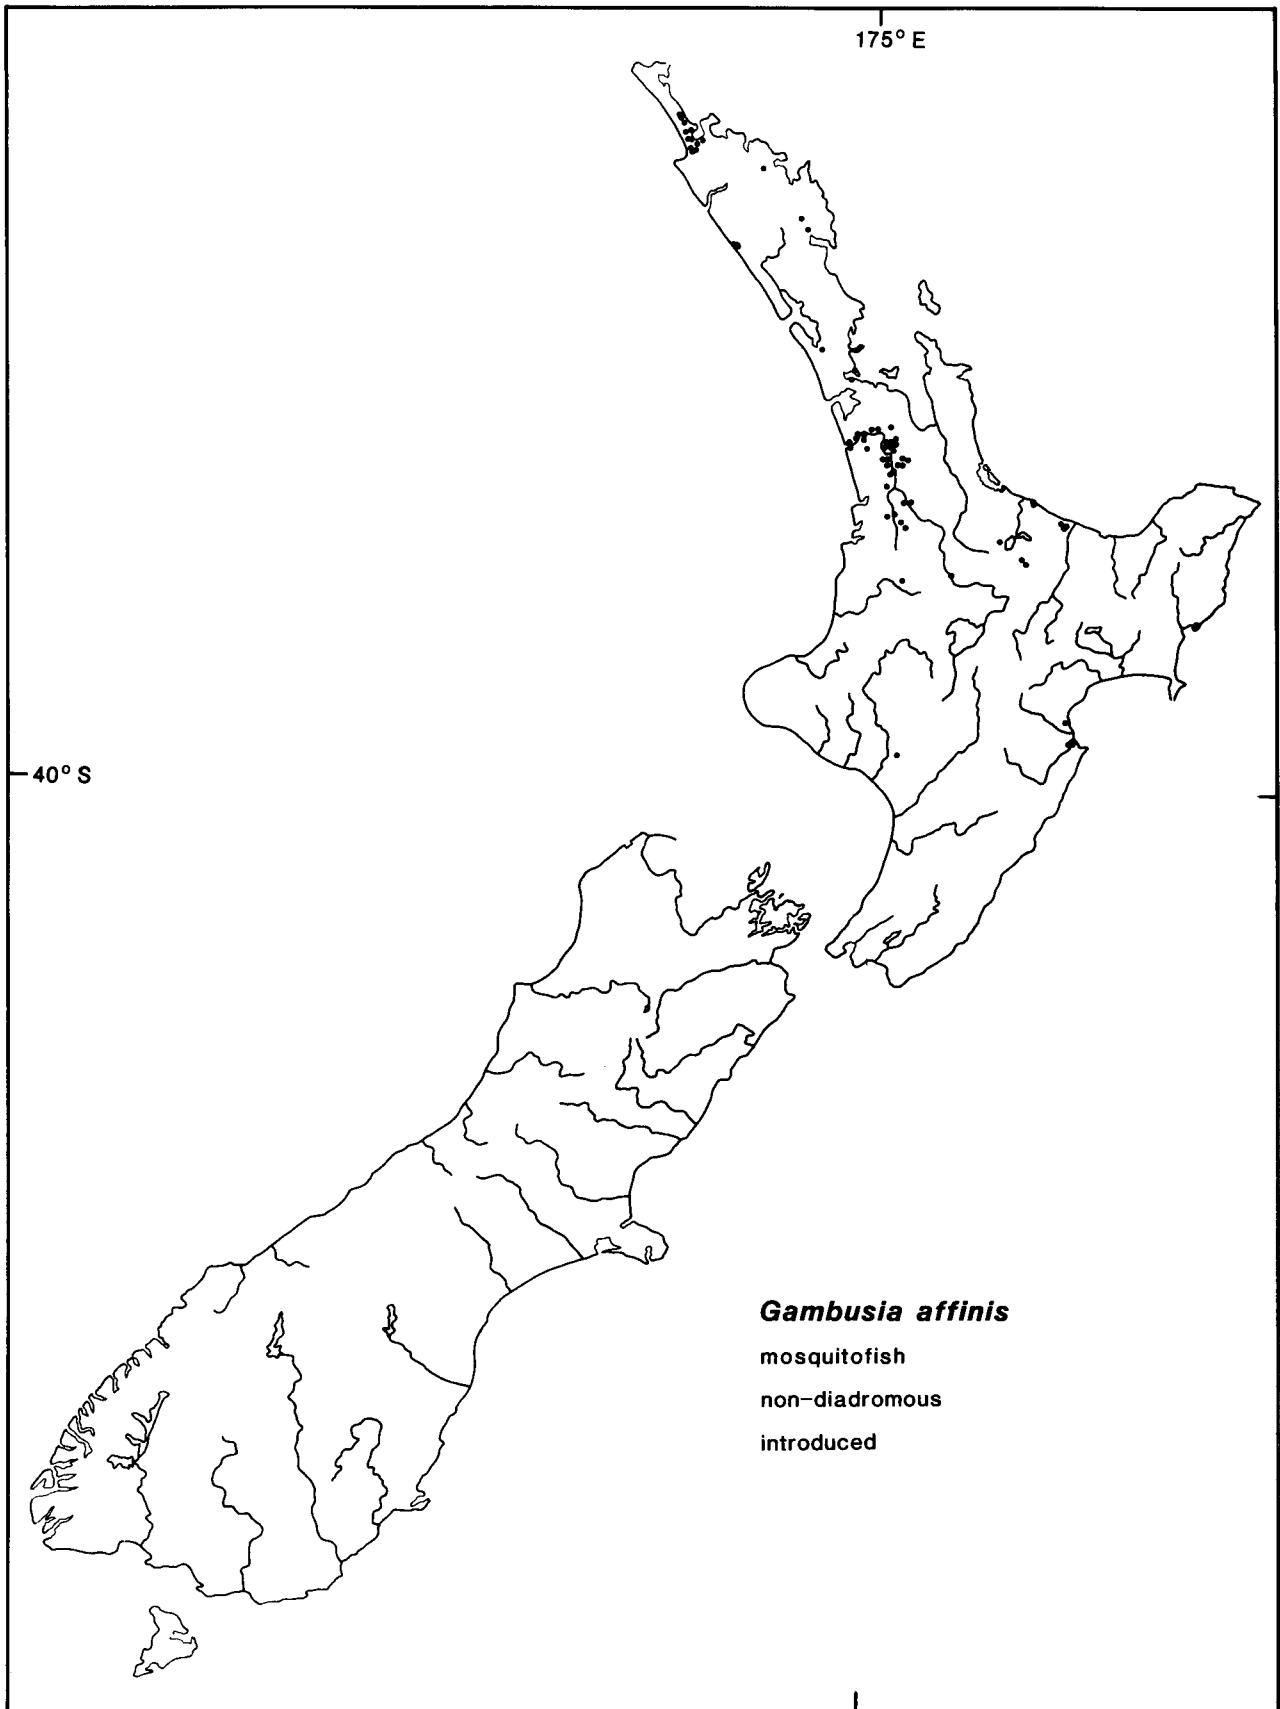 175° E
40° S
Gambusia affinis
mosquitofish
non-diadromous
introduced